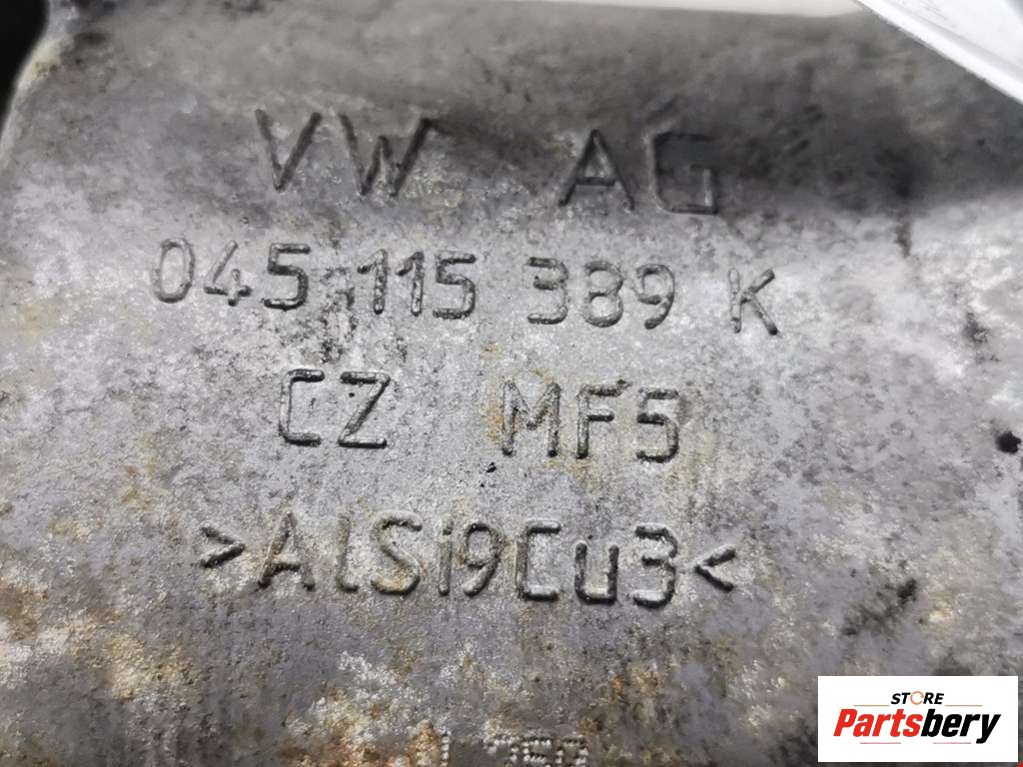 VW AG
045 115 389 K
CZ MF5
>AlSi9Cu3<
STORE
Partsbery